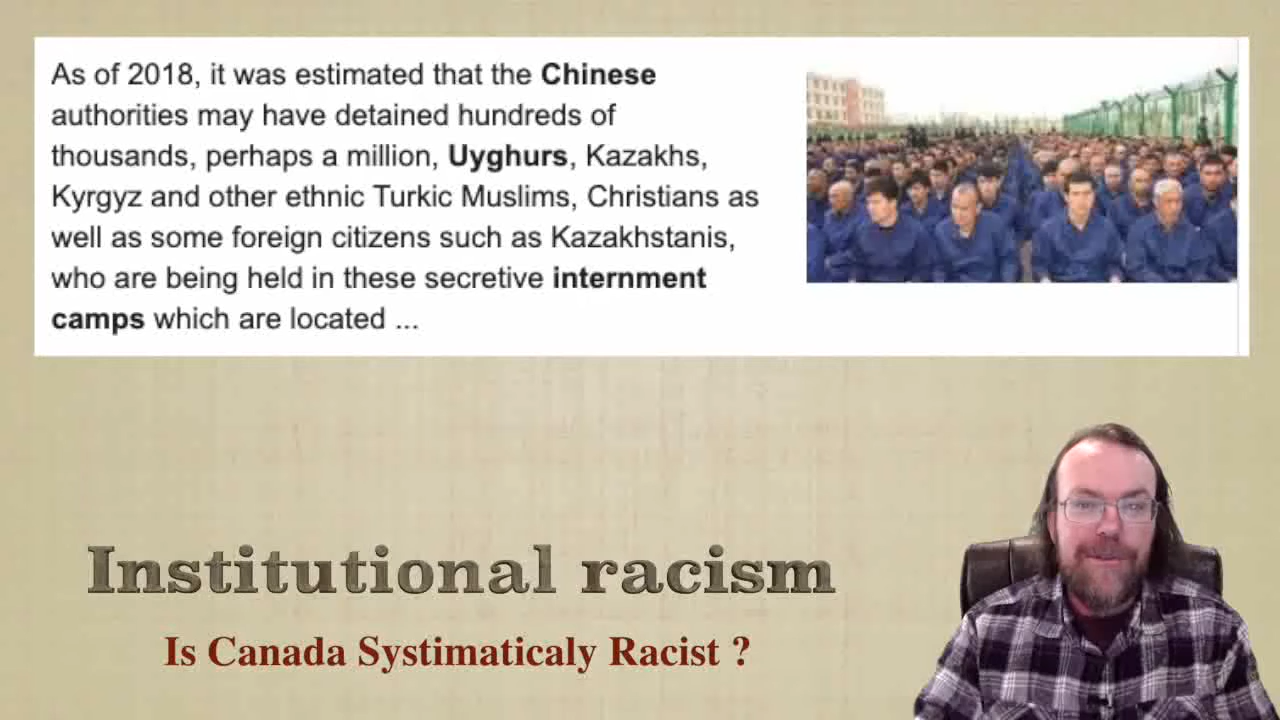 As of 2018, it was estimated that the Chinese
authorities may have detained hundreds of
thousands, perhaps a million, Uyghurs, Kazakhs,
Kyrgyz and other ethnic Turkic Muslims, Christians as
well as some foreign citizens such as Kazakhstanis,
who are being held in these secretive internment
camps which are located ...
Institutional racism
Is Canada Systimaticaly Racist ?